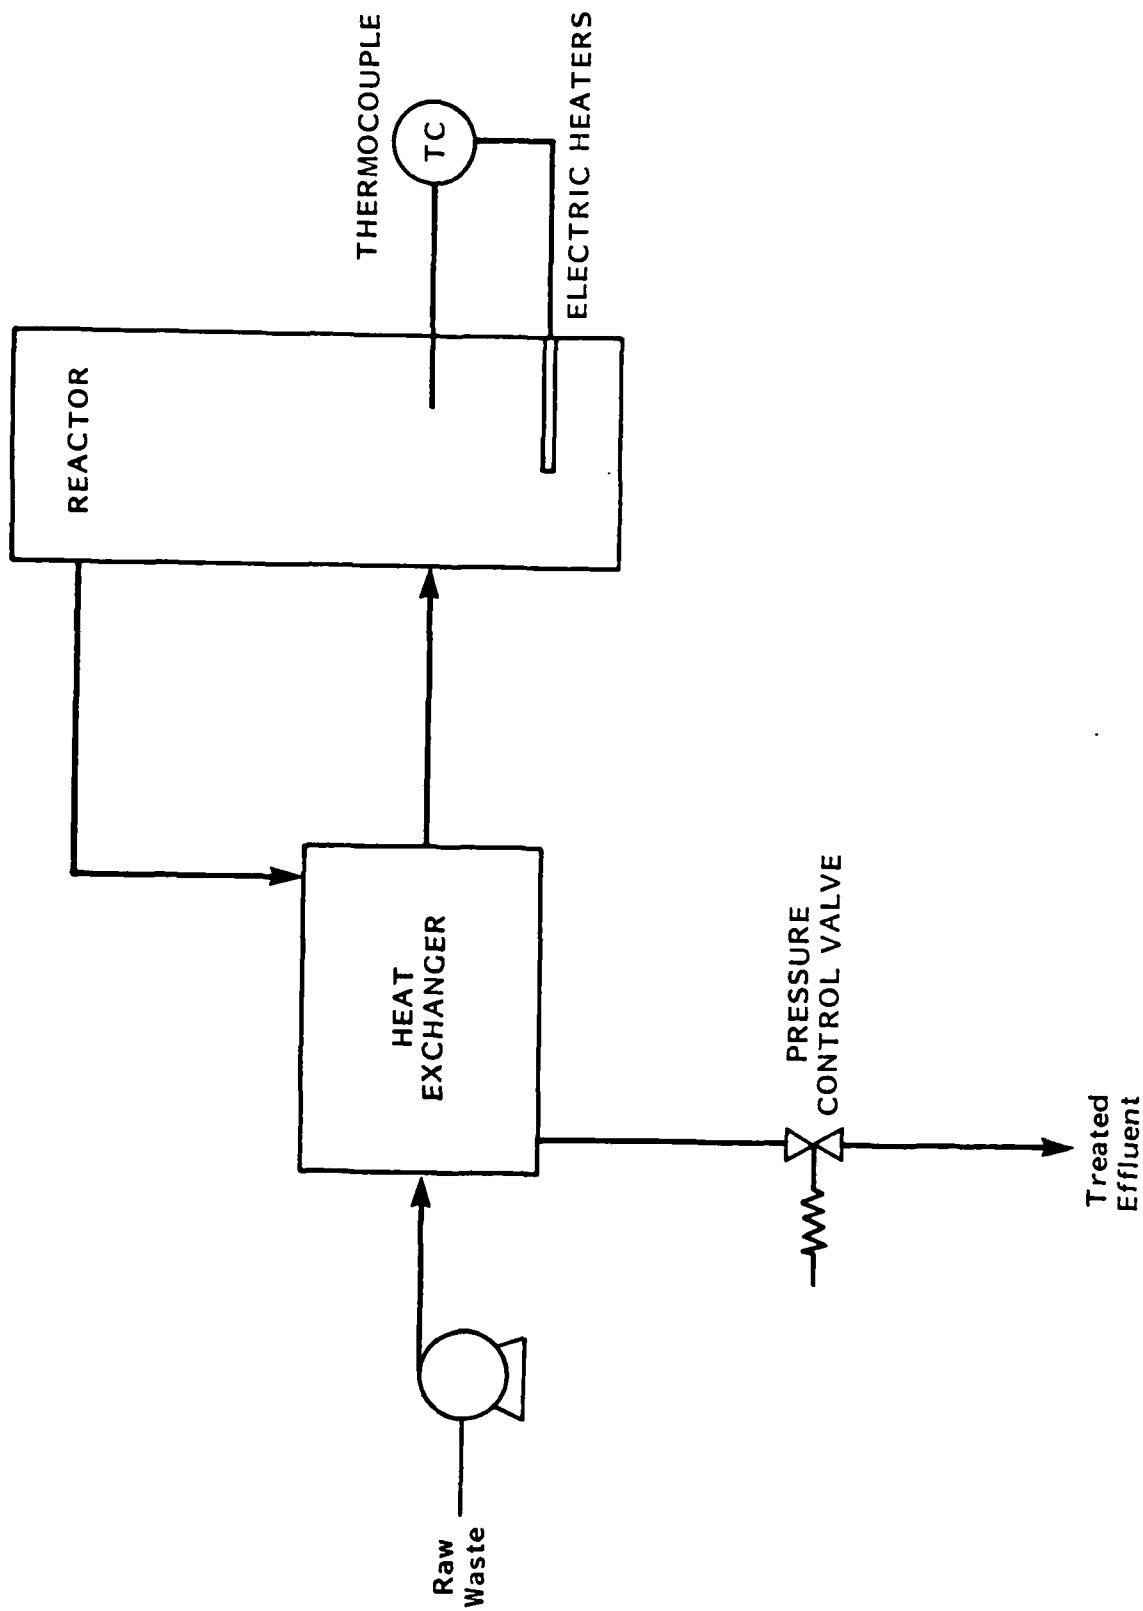 REACTOR
THERMOCOUPLE
TC
ELECTRIC HEATERS
HEAT
EXCHANGER
PRESSURE
CONTROL VALVE
Raw
Waste
Treated
Effluent